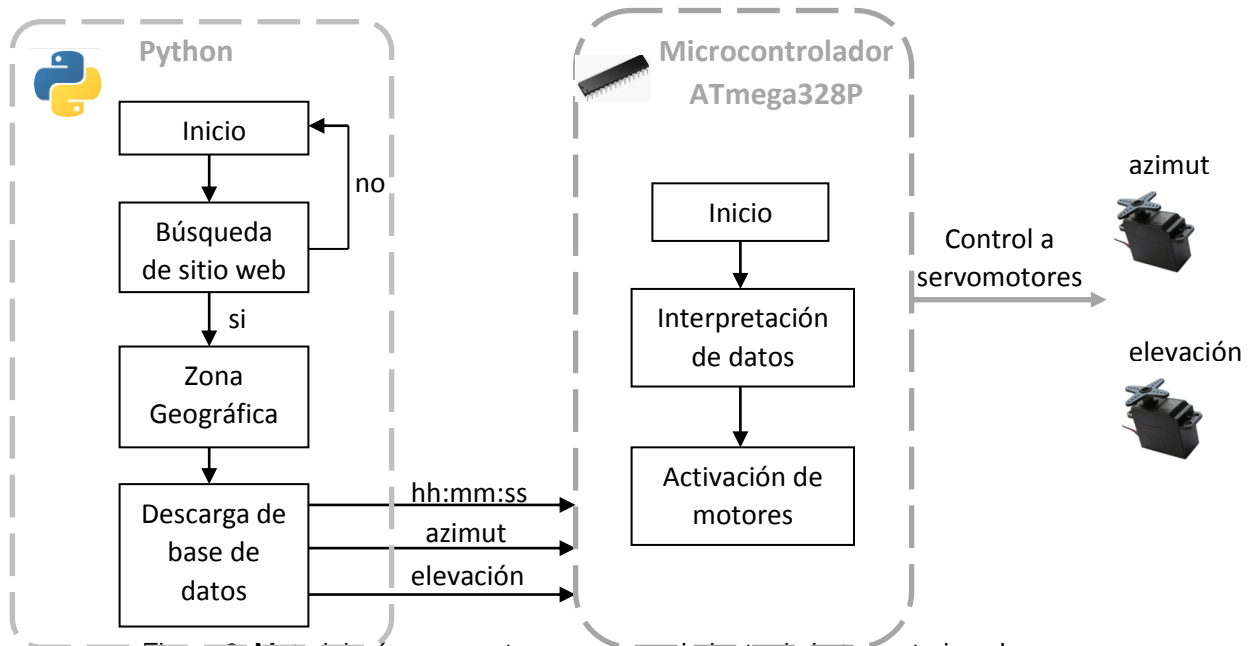 Python
Inicio
no
Búsqueda
de sitio web
si
Zona
Geográfica
Descarga de
base de
datos
hh:mm:ss
azimut
elevación
Microcontrolador
ATmega328P
Inicio
Interpretación
de datos
Activación de
motores
Control a
servomotores
azimut
elevación